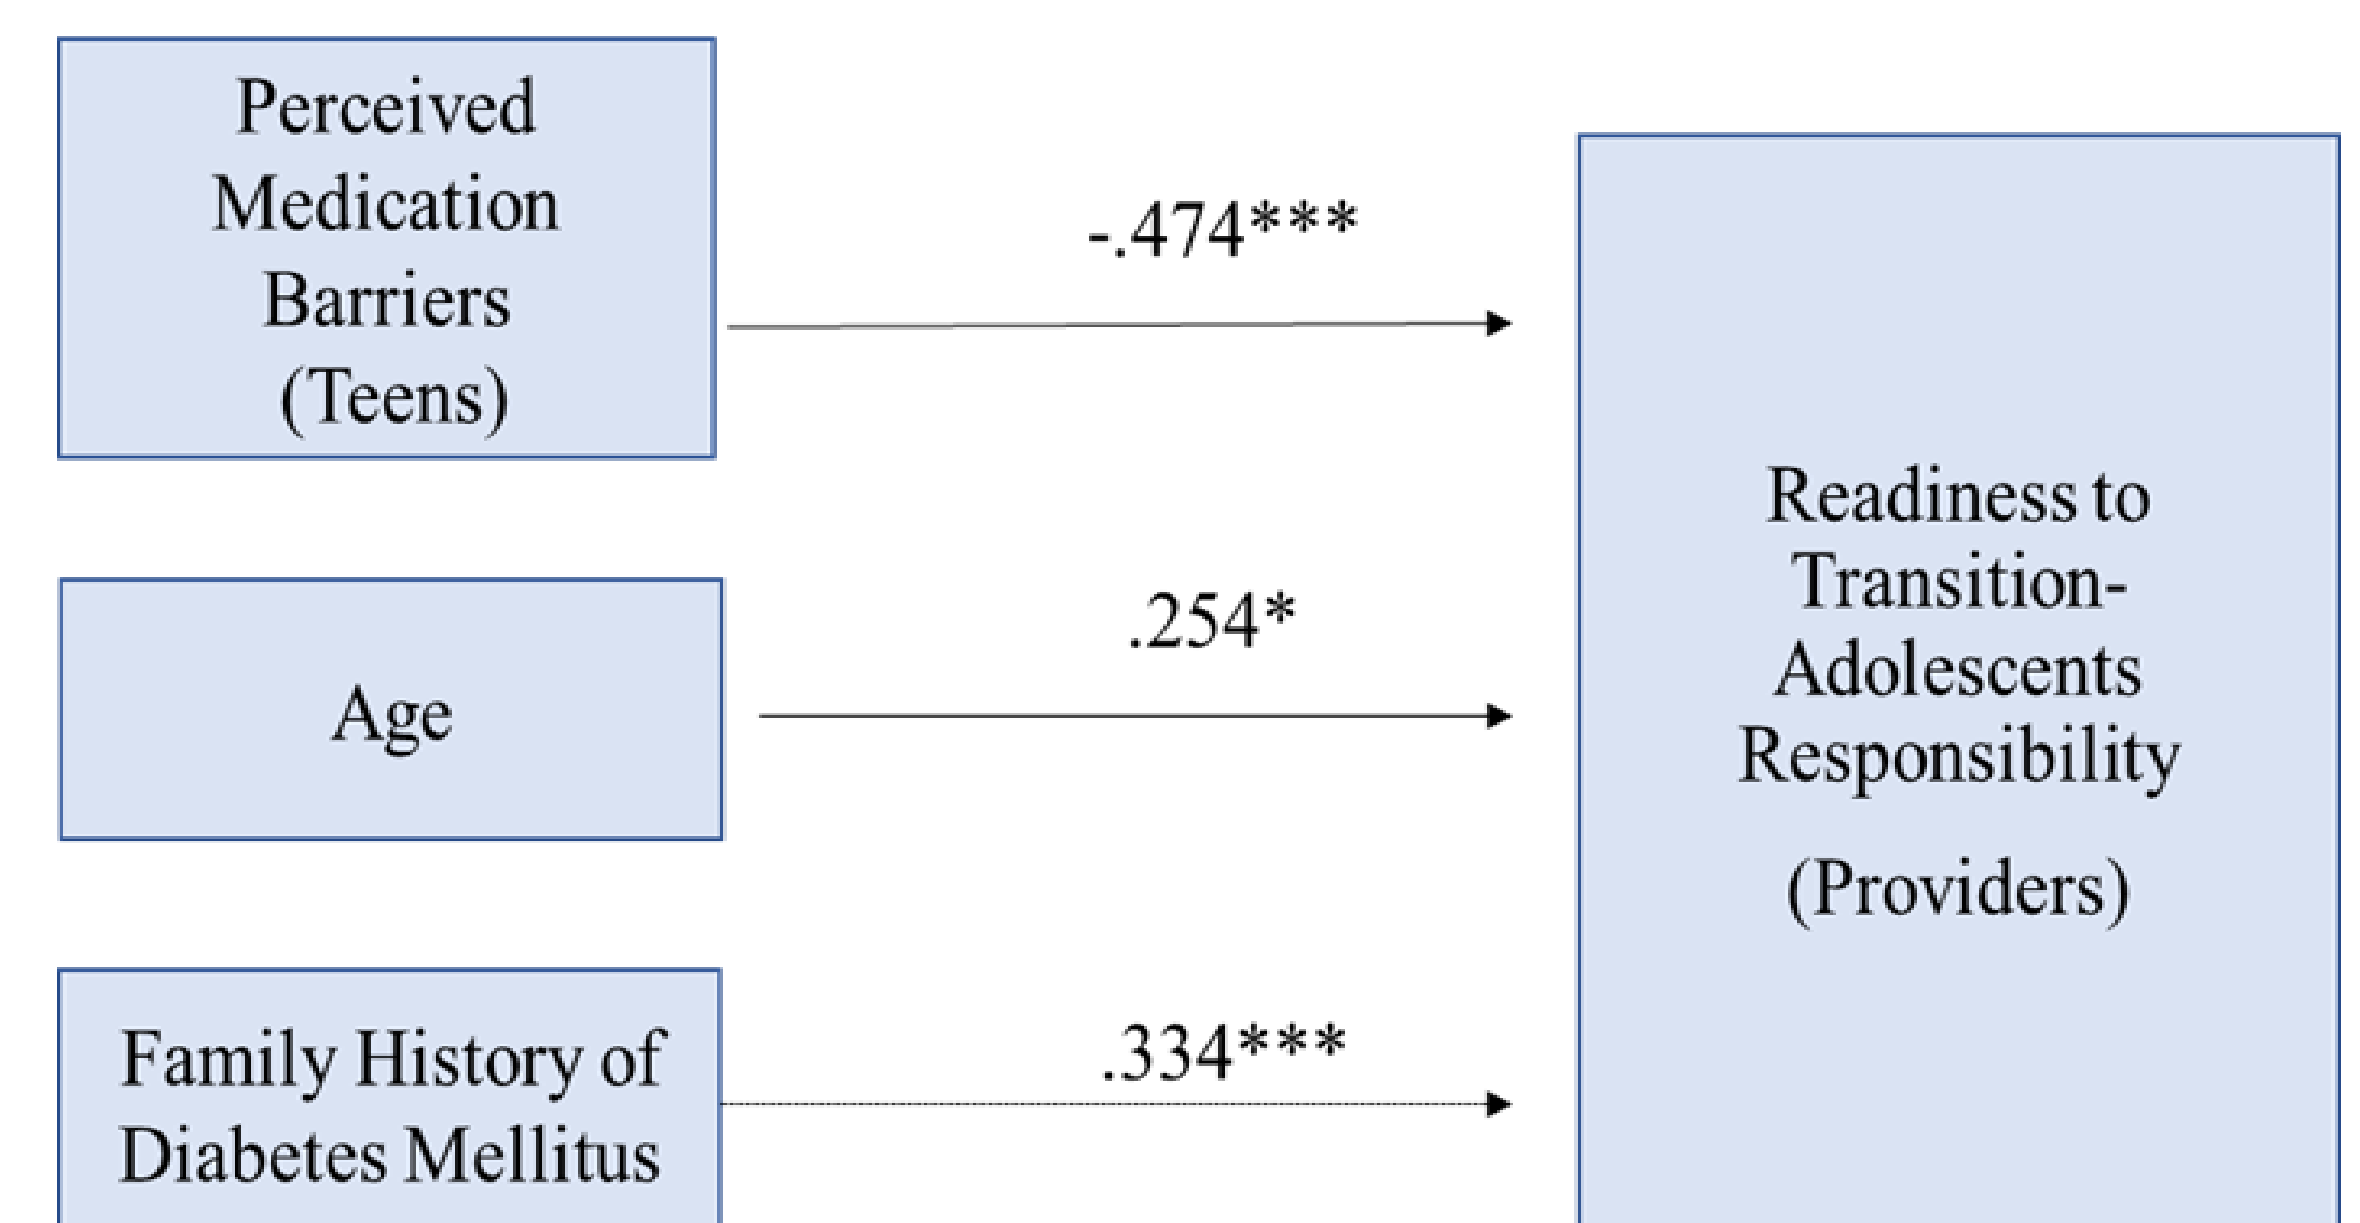 Perceived
Medication
Barriers
(Teens)
-.474***
Age
.254*
Family History of
Diabetes Mellitus
.334***
Readiness to
Transition-
Adolescents
Responsibility
(Providers)